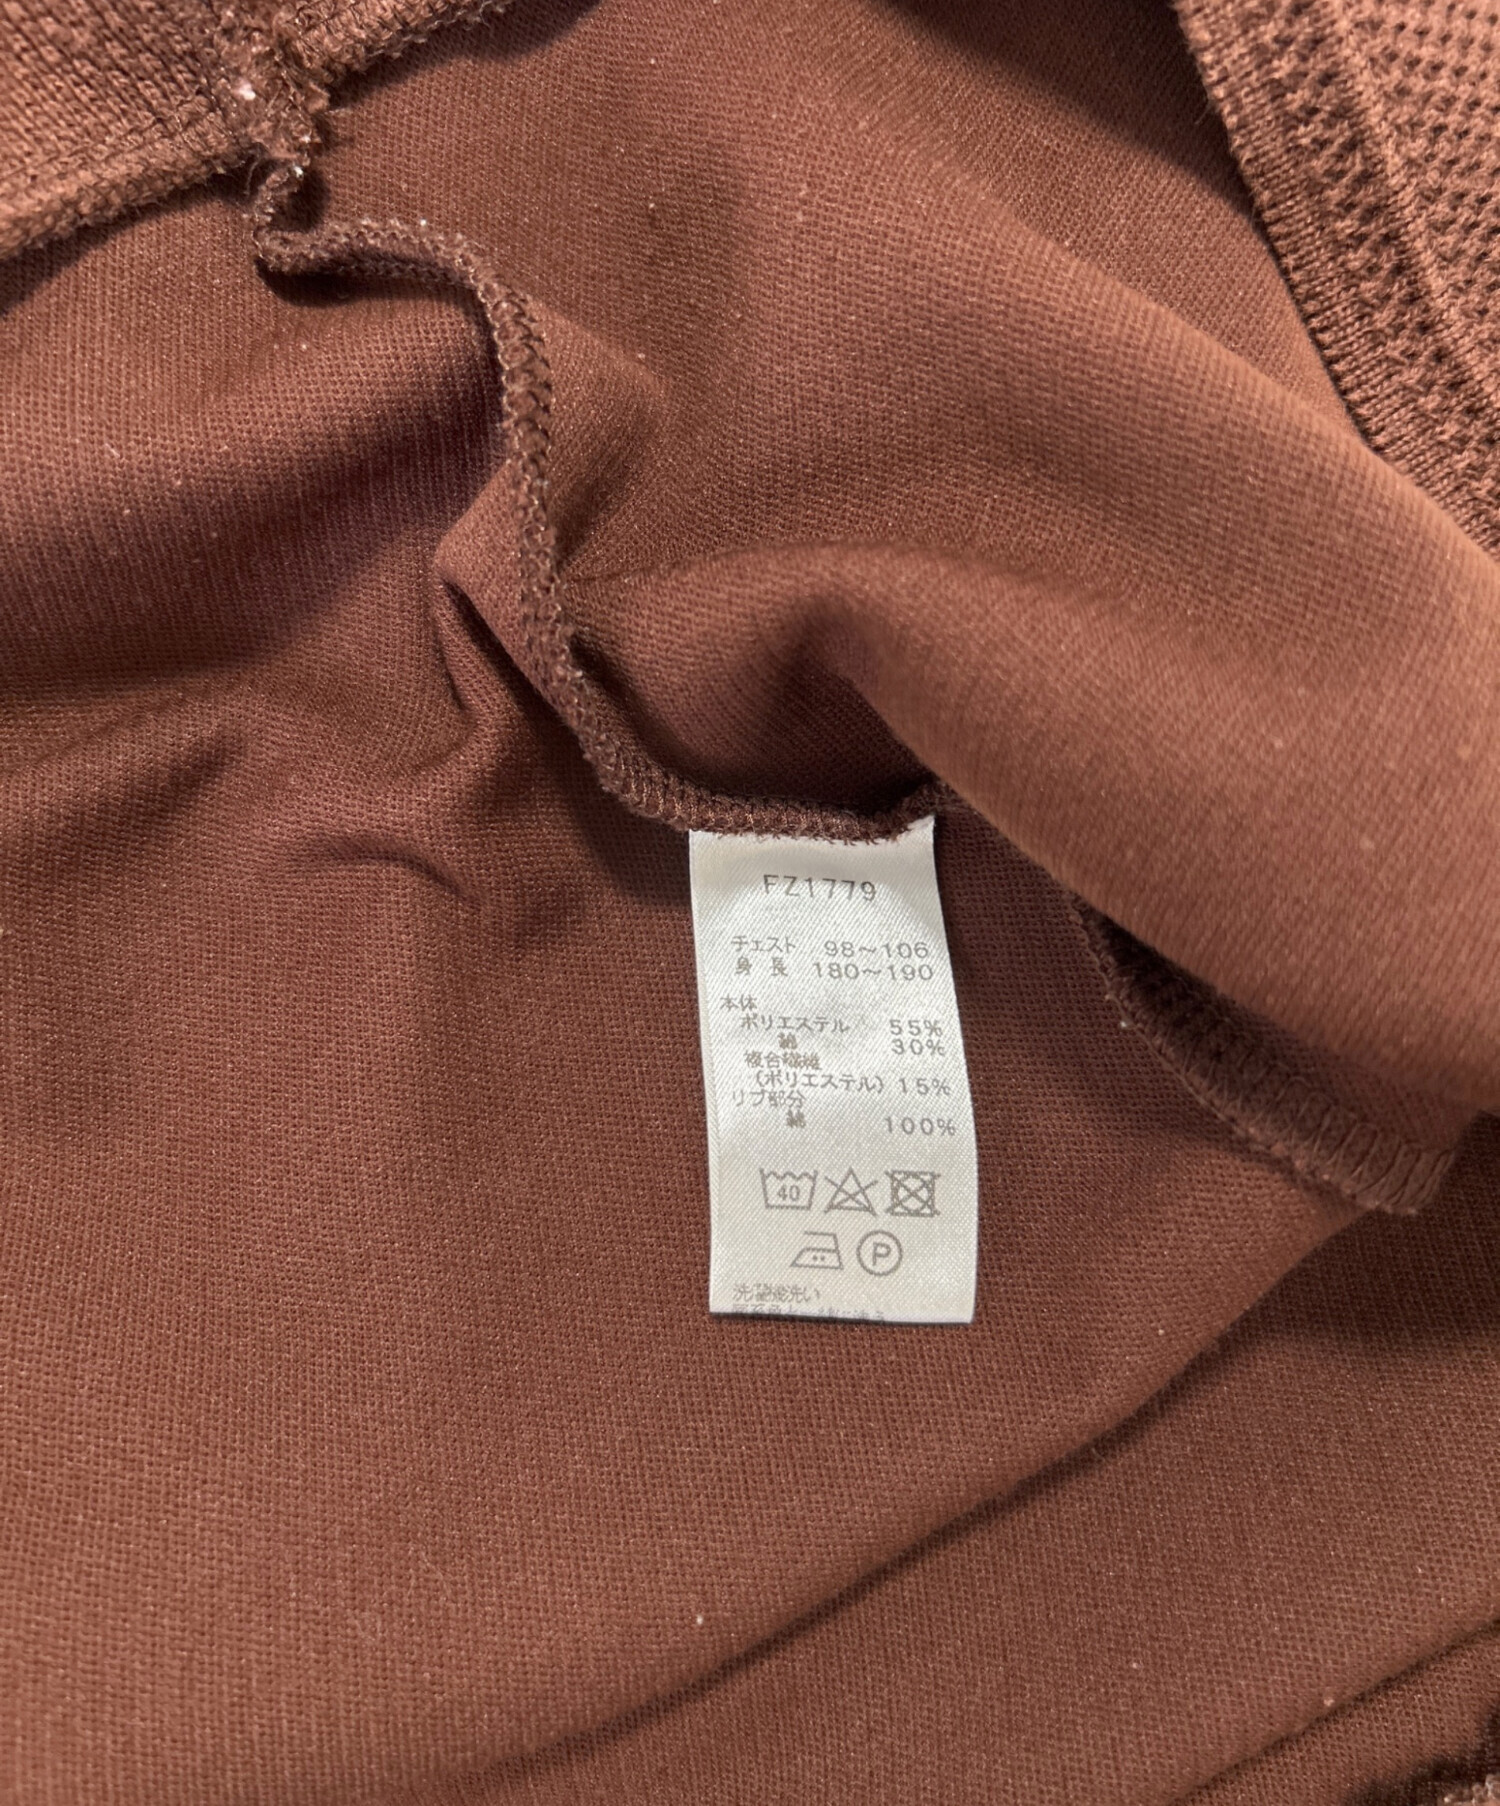 FZ1779
チェスト 98〜106
身 長 180〜190
本体
ポリエステル 55%
綿 30%
複合繊維
(ポリエステル) 15%
リブ部分
綿 100%
40
P
洗い